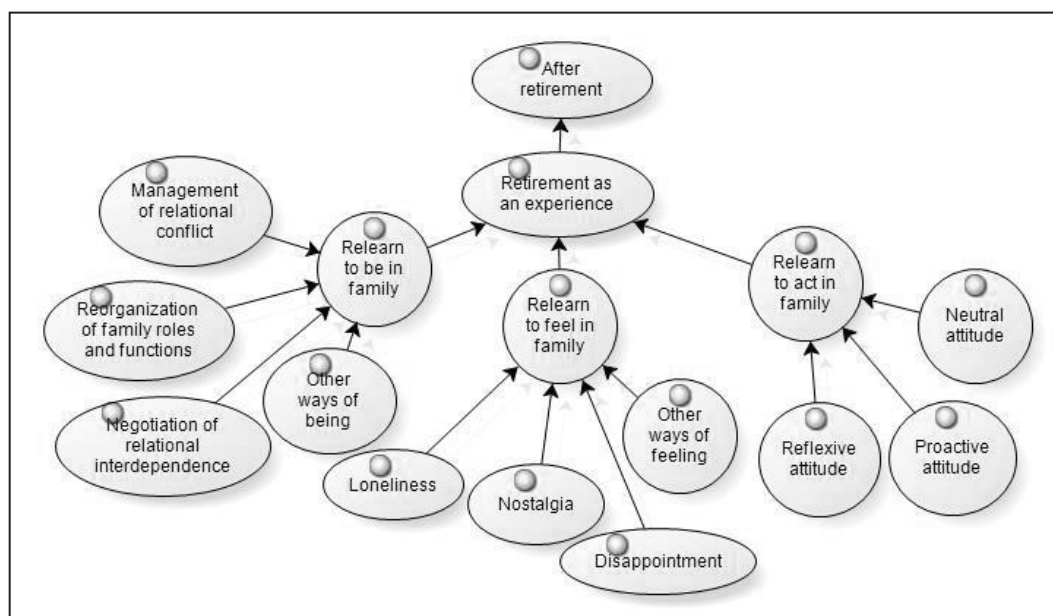 After
retirement
Retirement as
an experience
Management
of relational
conflict
Relearn
to be in
family
Relearn
to act in
family
Relearn
to feel in
family
Reorganization
of family roles
and functions
Neutral
attitude
Other
ways of
being
Negotiation of
relational
interdependence
Other
ways of
feeling
Reflexive
attitude
Proactive
attitude
Loneliness
Nostalgia
Disappointment